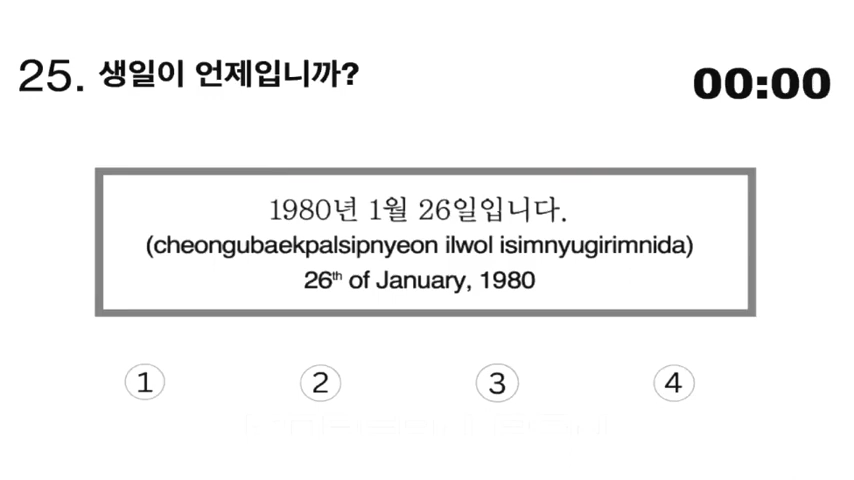 25. 생일이 언제입니까?
00:00
1980년 1월 26일입니다.
(cheongubaekpalsipnyeon ilwol isimnyugirimnida)
26th of January, 1980
① ② ③ ④